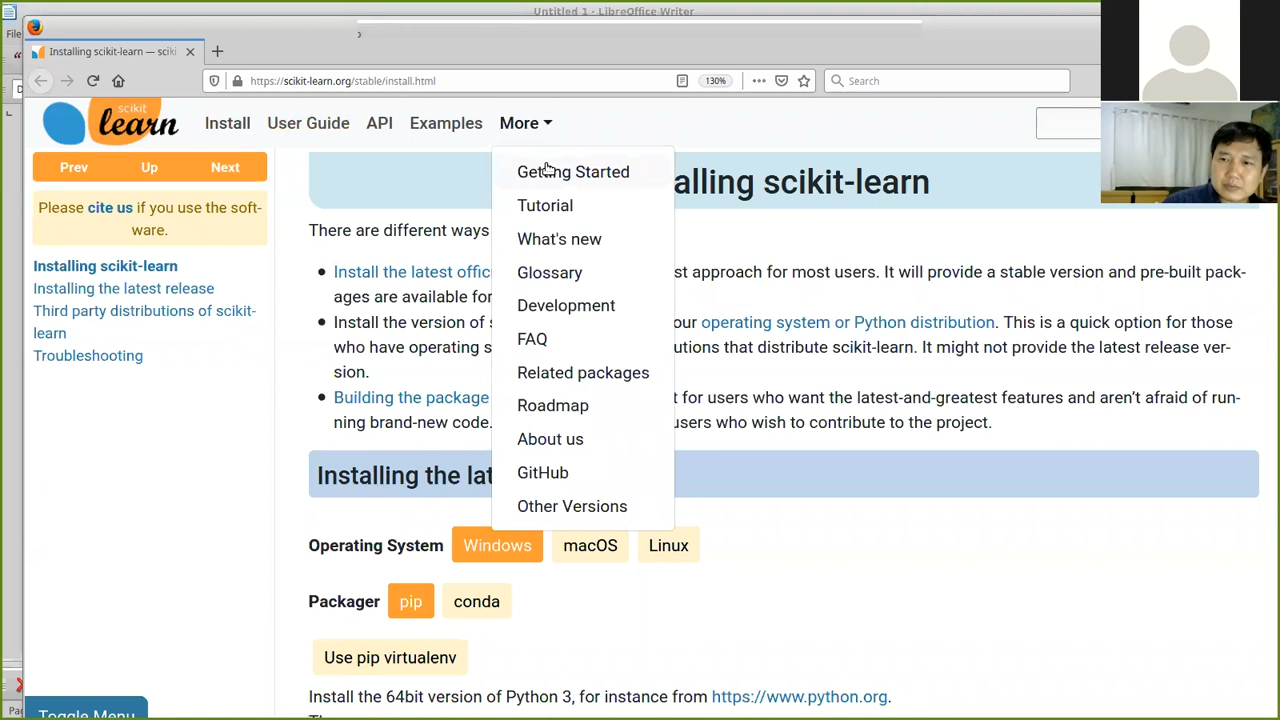 Untitled 1 - LibreOffice Writer
File
Installing scikit-learn — sciki
https://scikit-learn.org/stable/install.html
130%
Search
scikit
learn
Install
User Guide
API
Examples
More
Prev
Up
Next
Please cite us if you use the soft-
ware.
Installing scikit-learn
Installing the latest release
Third party distributions of scikit-
learn
Troubleshooting
Getting Started
Tutorial
What's new
Glossary
Development
FAQ
Related packages
Roadmap
About us
GitHub
Other Versions
alling scikit-learn
There are different ways
Install the latest offic st approach for most users. It will provide a stable version and pre-built pack-
ages are available for
Install the version of s our operating system or Python distribution. This is a quick option for those
who have operating s utions that distribute scikit-learn. It might not provide the latest release ver-
sion.
Building the package t for users who want the latest-and-greatest features and aren’t afraid of run-
ning brand-new code. users who wish to contribute to the project.
Installing the lat
Operating System Windows macOS Linux
Packager pip conda
Use pip virtualenv
Install the 64bit version of Python 3, for instance from https://www.python.org.
Toggle Menu